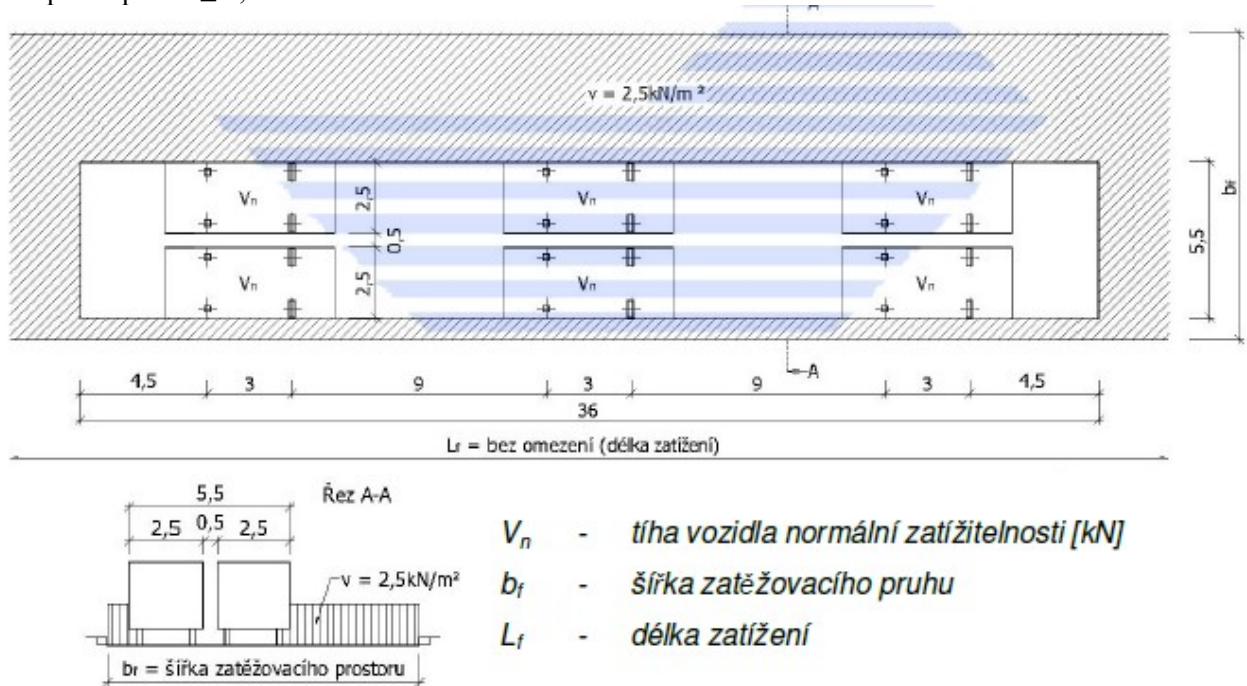 A
v = 2,5kN/m²
Vn Vn Vn
2,5
0,5
Vn Vn Vn
2,5
5,5
bf
A
4,5 3 9 3 9 3 4,5
36
Lf = bez omezení (délka zatížení)
5,5 Řez A-A
2,5 0,5 2,5
v = 2,5kN/m²
bf = šířka zatěžovacího prostoru
Vn - tíha vozidla normální zatížitelnosti [kN]
bf - šířka zatěžovacího pruhu
Lf - délka zatížení